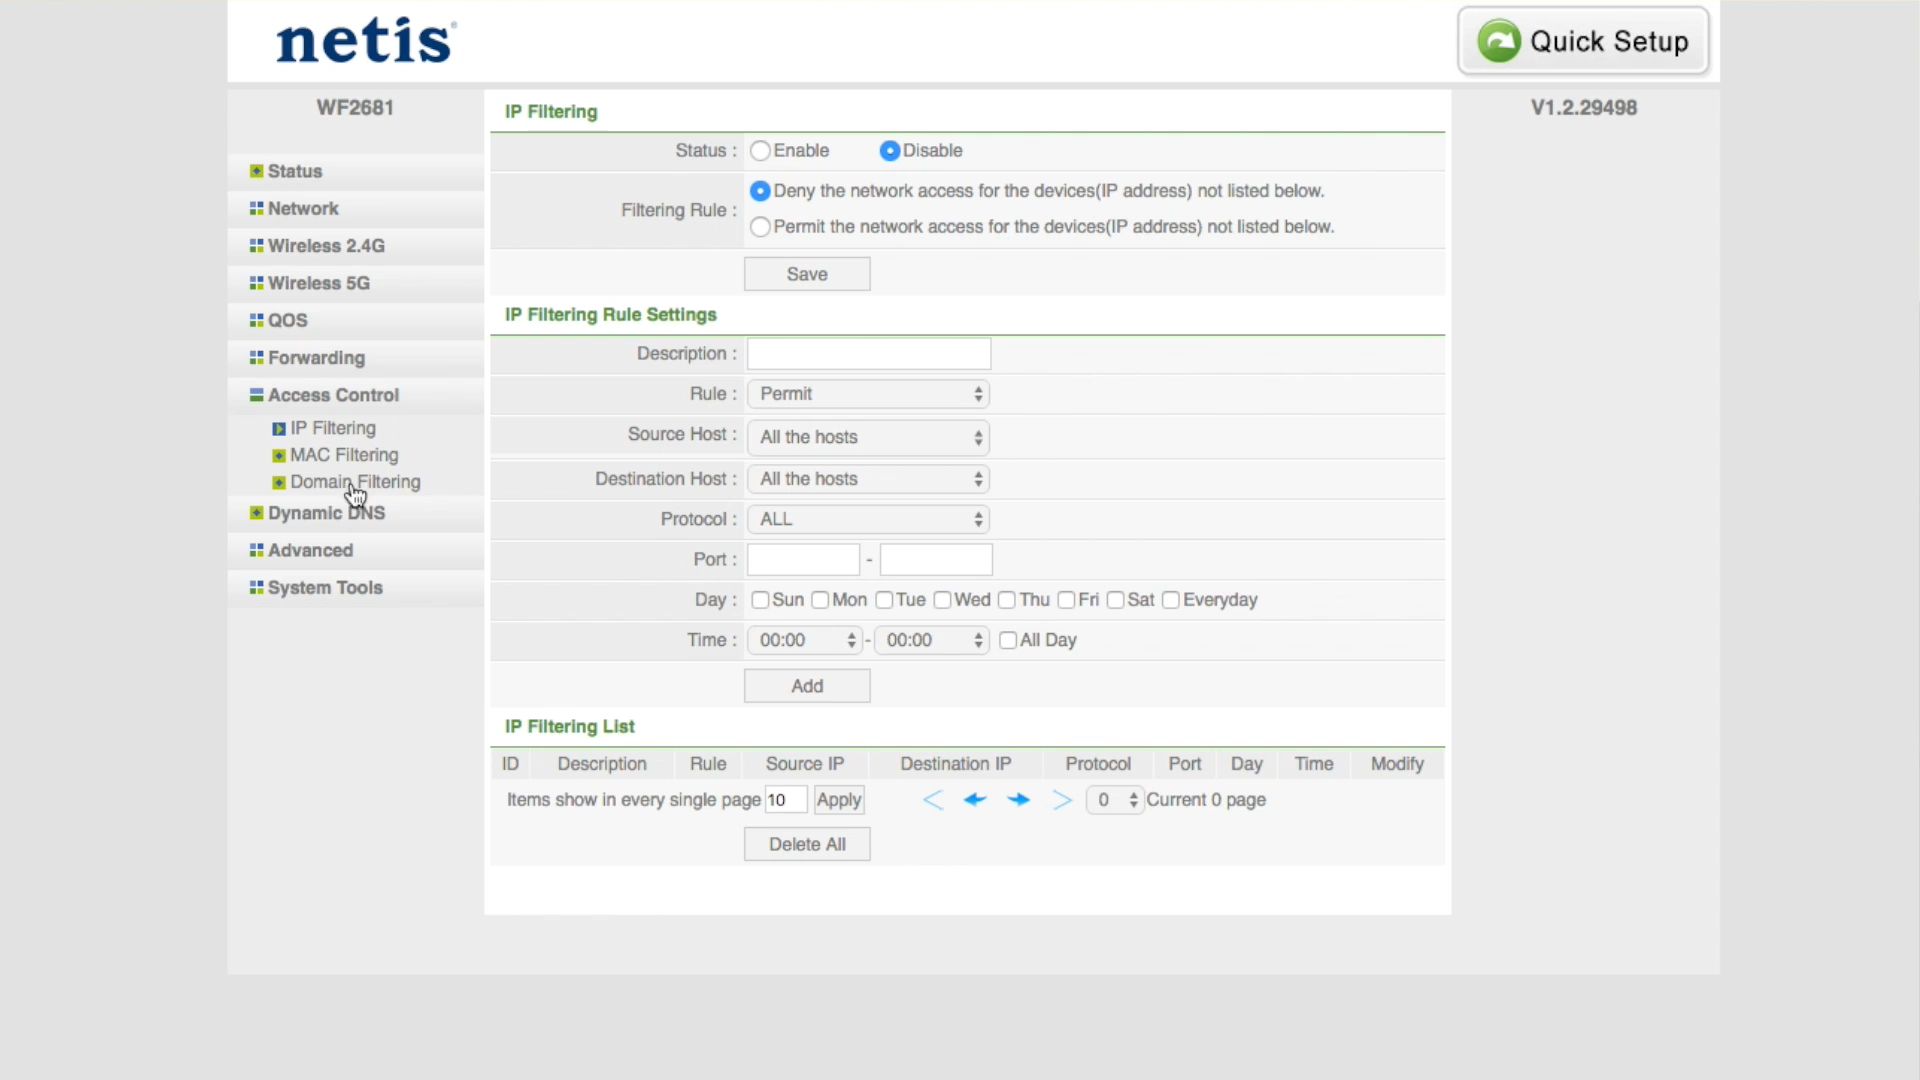 netis®
Quick Setup
WF2681
V1.2.29498
Status
Network
Wireless 2.4G
Wireless 5G
QOS
Forwarding
Access Control
IP Filtering
MAC Filtering
Domain Filtering
Dynamic DNS
Advanced
System Tools
IP Filtering
Status : Enable Disable
Filtering Rule : Deny the network access for the devices(IP address) not listed below.
Permit the network access for the devices(IP address) not listed below.
Save
IP Filtering Rule Settings
Description :
Rule : Permit
Source Host : All the hosts
Destination Host : All the hosts
Protocol : ALL
Port : -
Day : Sun Mon Tue Wed Thu Fri Sat Everyday
Time : 00:00 - 00:00 All Day
Add
IP Filtering List
ID Description Rule Source IP Destination IP Protocol Port Day Time Modify
Items show in every single page 10 Apply 0 Current 0 page
Delete All